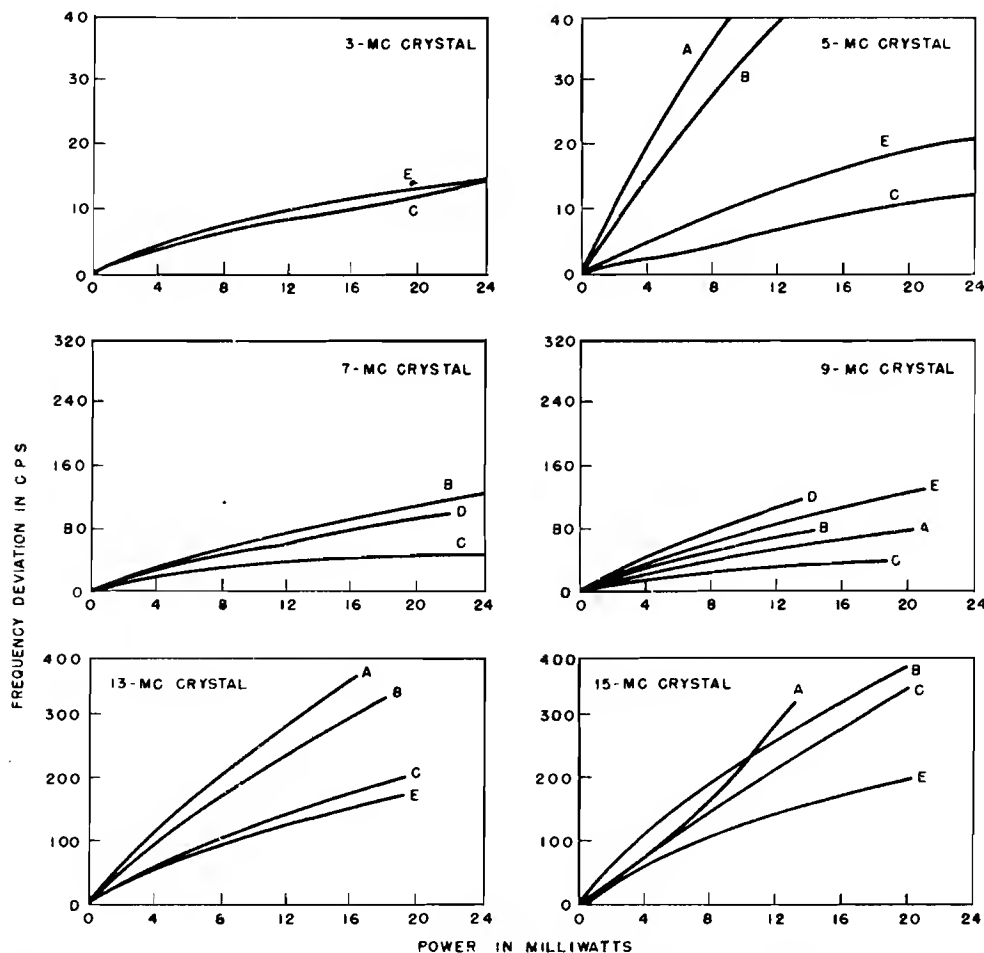 3-MC CRYSTAL
40
30
20
10
0
E
C
0 4 8 12 16 20 24
5-MC CRYSTAL
40
30
20
10
0
A
B
E
C
0 4 8 12 16 20 24
7-MC CRYSTAL
320
240
160
80
0
B
D
C
0 4 8 12 16 20 24
9-MC CRYSTAL
320
240
160
80
0
D
E
B
A
C
0 4 8 12 16 20 24
FREQUENCY DEVIATION IN CPS
13-MC CRYSTAL
400
300
200
100
0
A
B
C
E
0 4 8 12 16 20 24
15-MC CRYSTAL
400
300
200
100
0
A
B
C
E
0 4 8 12 16 20 24
POWER IN MILLIWATTS